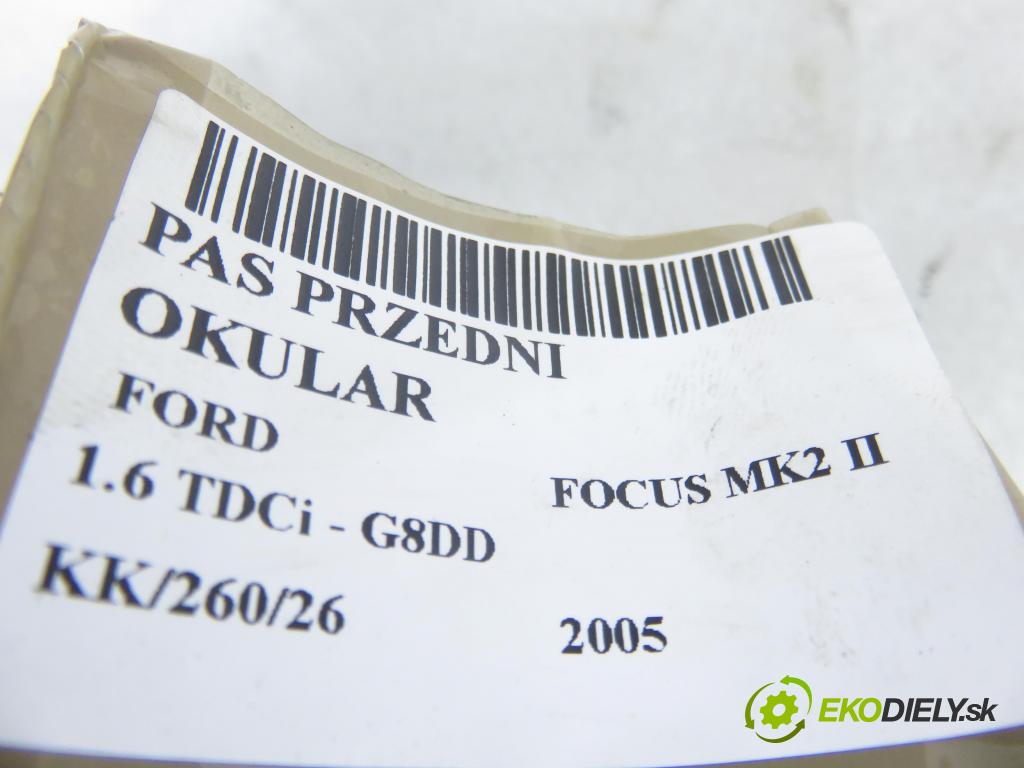 PAS PRZEDNI
OKULAR
FORD
FOCUS MK2 II
1.6 TDCi - G8DD
KK/260/26
2005
EKODIELY.sk